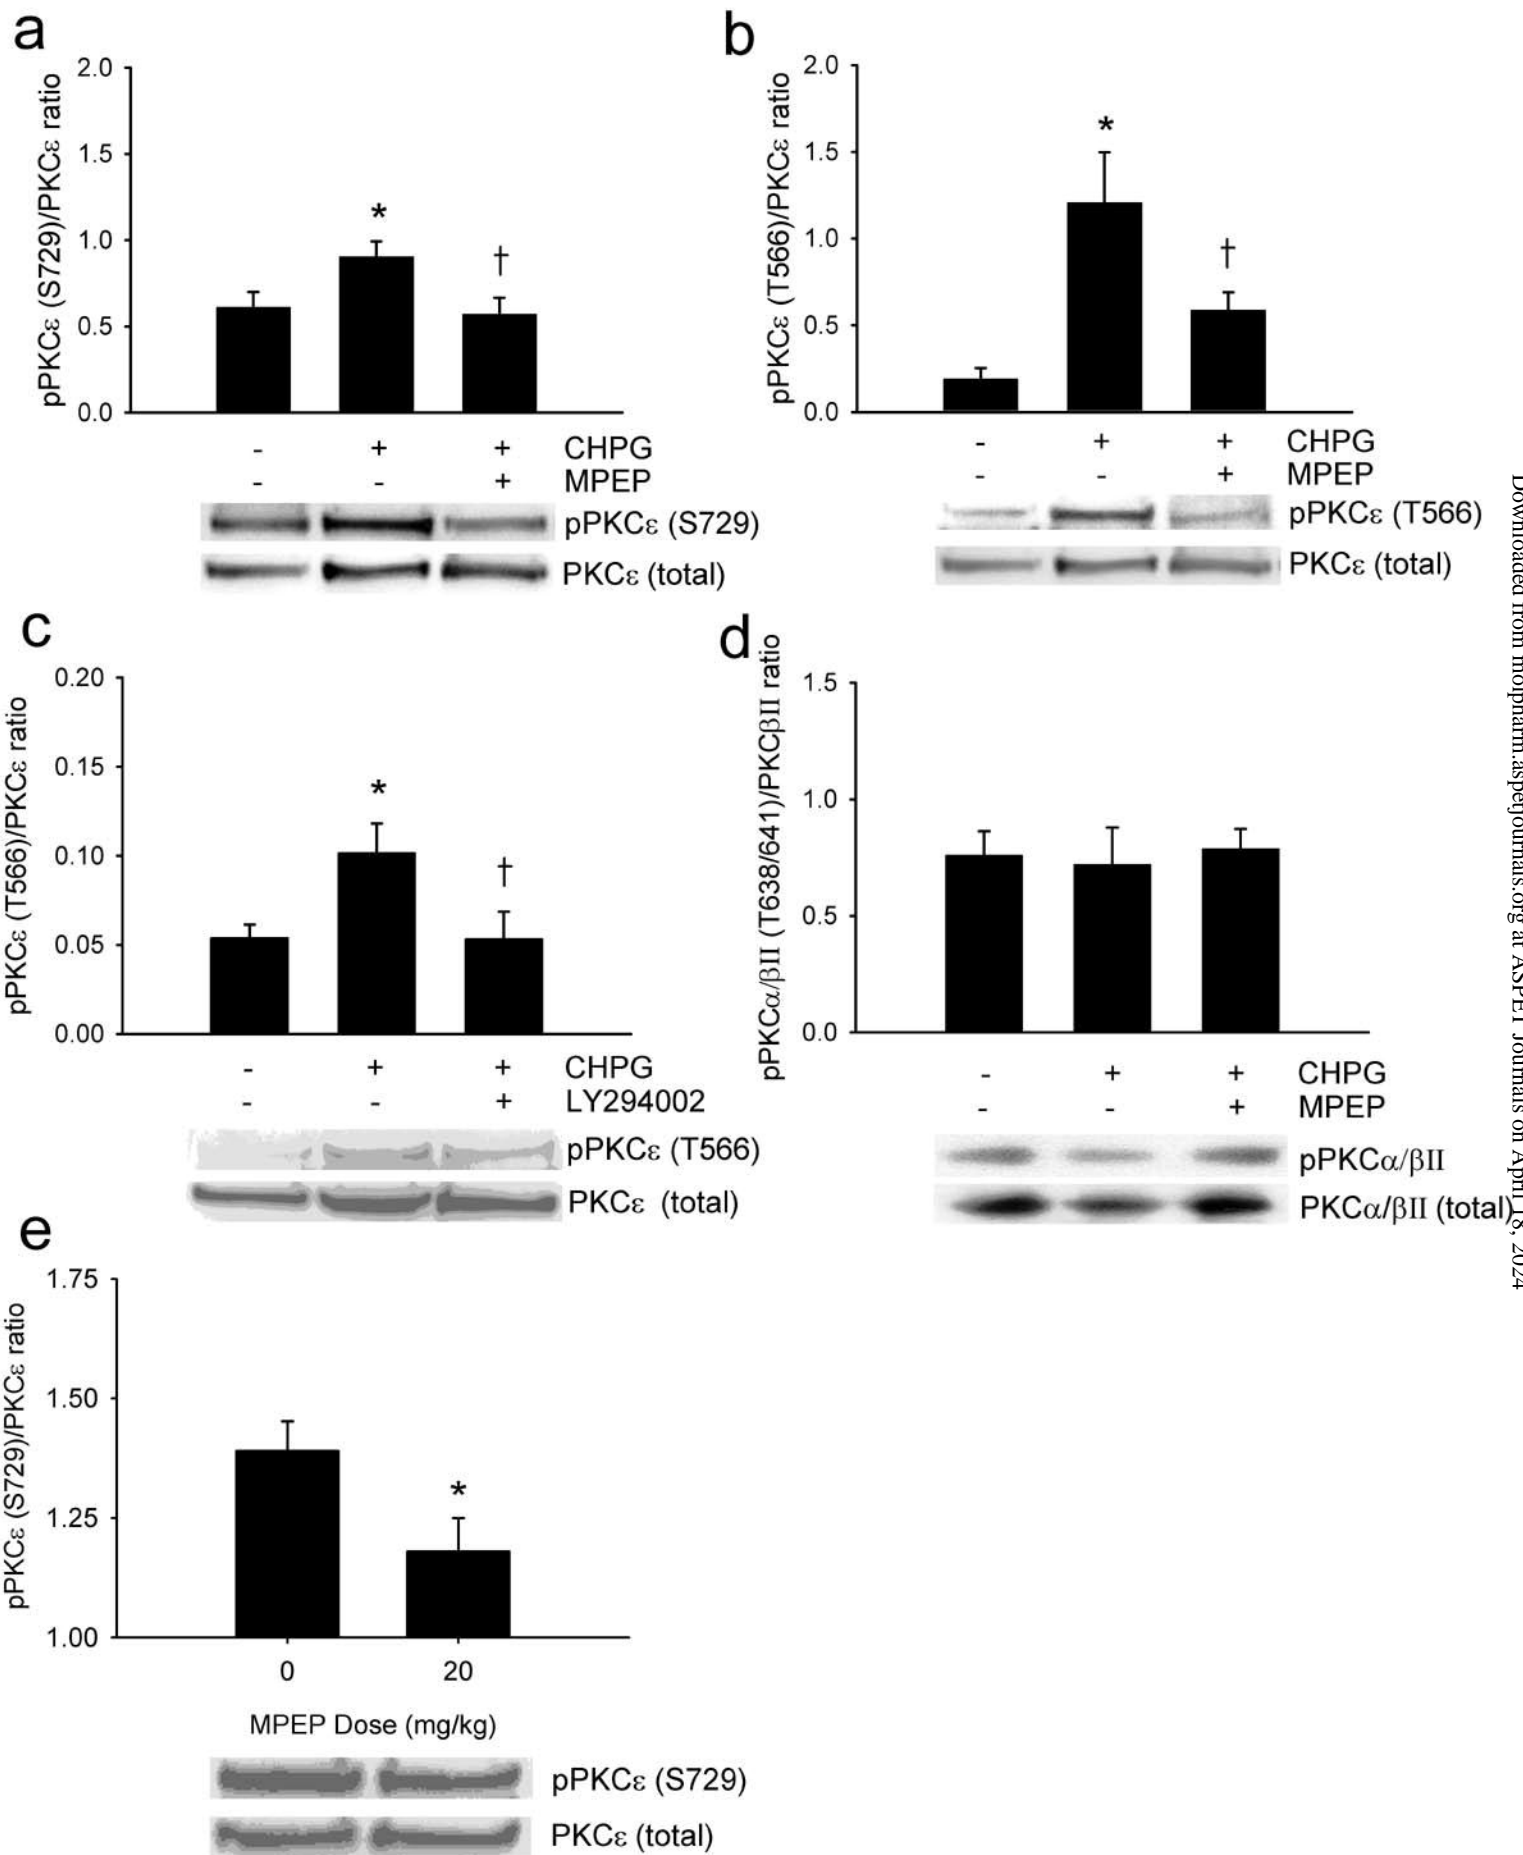 a
pPKCε (S729)/PKCε ratio
2.0
1.5
1.0
0.5
0.0
*
†
- + + CHPG
- - + MPEP
pPKCε (S729)
PKCε (total)
b
pPKCε (T566)/PKCε ratio
2.0
1.5
1.0
0.5
0.0
*
†
- + + CHPG
- - + MPEP
pPKCε (T566)
PKCε (total)
c
pPKCε (T566)/PKCε ratio
0.20
0.15
0.10
0.05
0.00
*
†
- + + CHPG
- - + LY294002
pPKCε (T566)
PKCε (total)
d
pPKCα/βII (T638/641)/PKCβII ratio
1.5
1.0
0.5
0.0
- + + CHPG
- - + MPEP
pPKCα/βII
PKCα/βII (total)
e
pPKCε (S729)/PKCε ratio
1.75
1.50
1.25
1.00
*
0 20
MPEP Dose (mg/kg)
pPKCε (S729)
PKCε (total)
Downloaded from molpharm.aspetjournals.org at ASPET Journals on April 18, 2024